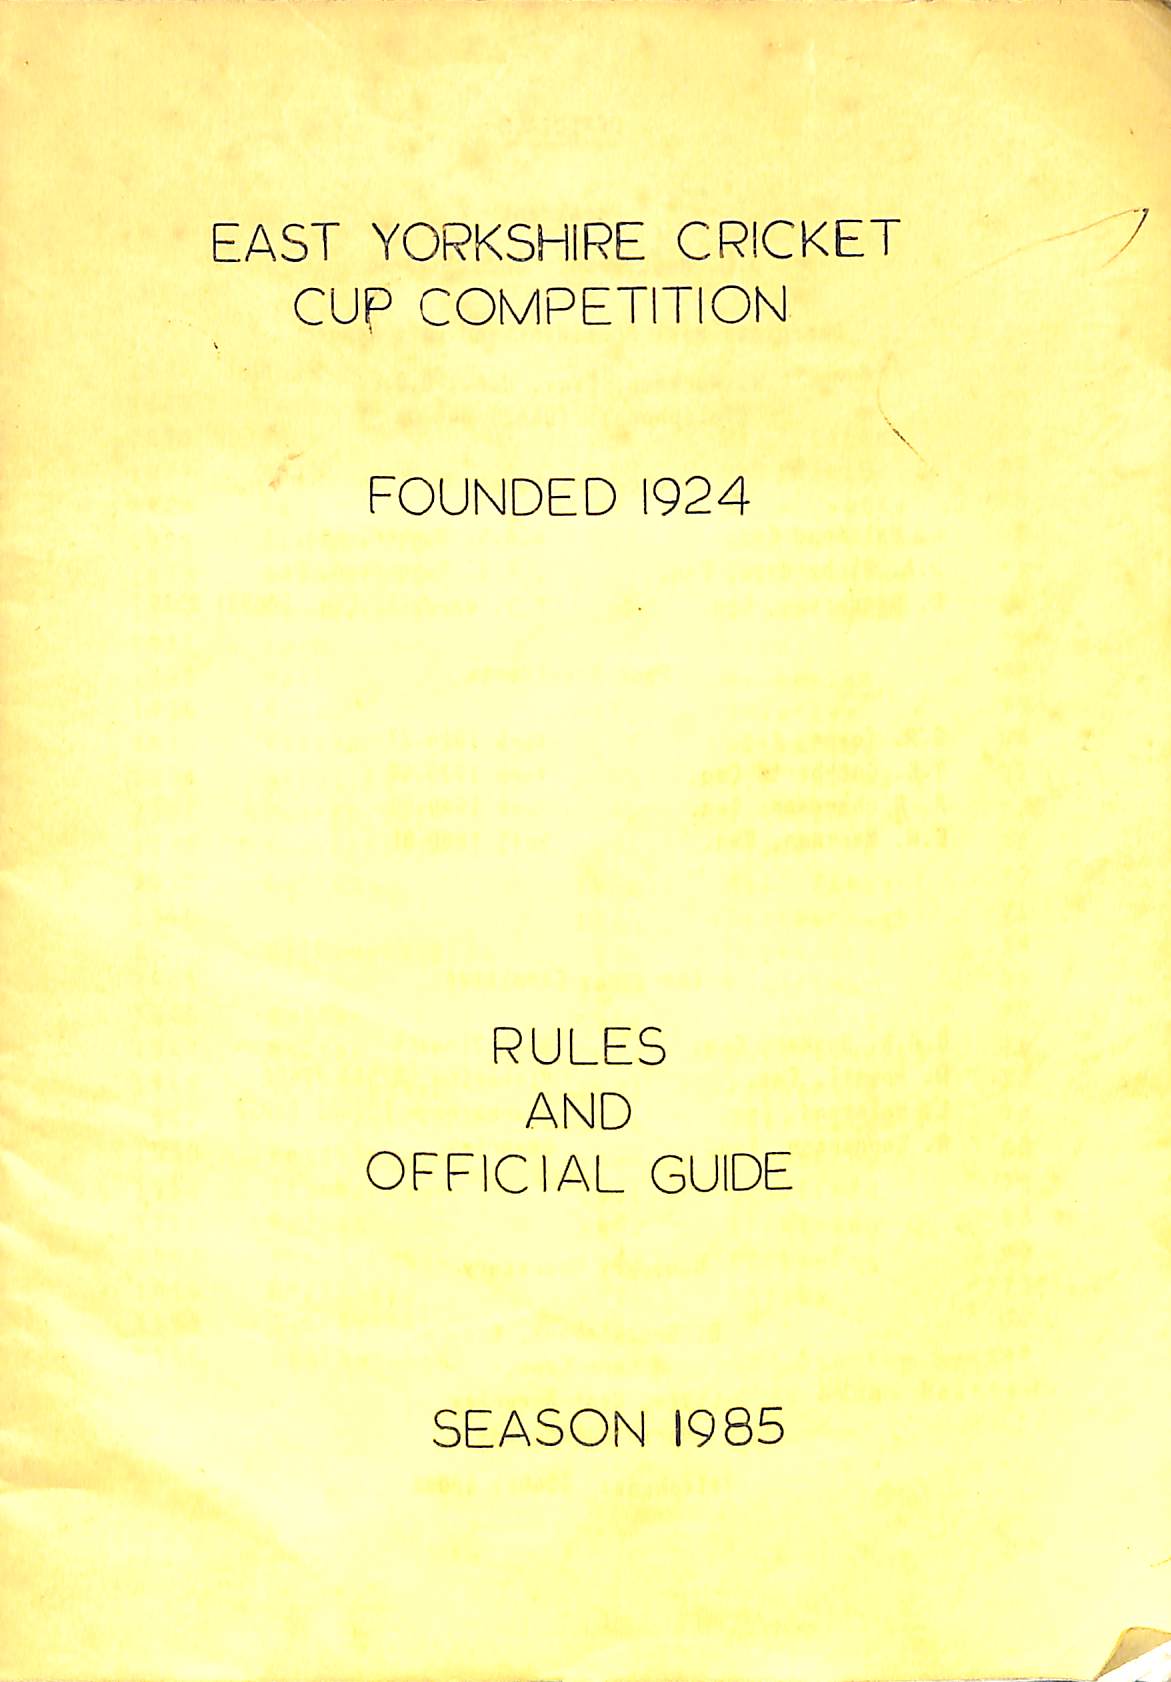 EAST YORKSHIRE CRICKET
CUP COMPETITION
FOUNDED 1924
RULES
AND
OFFICIAL GUIDE
SEASON 1985